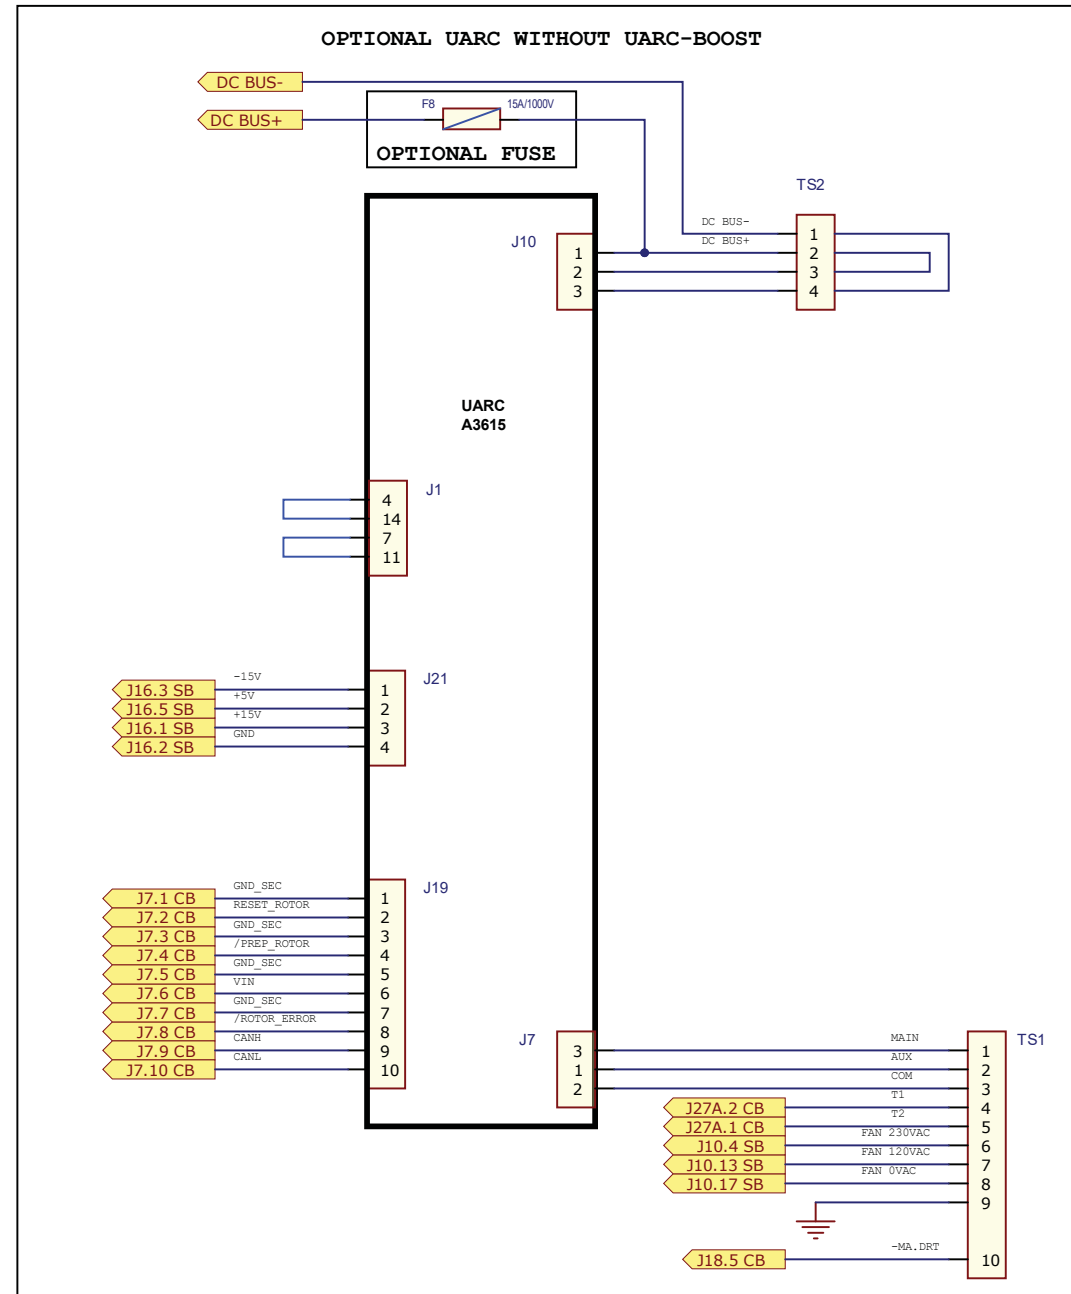 OPTIONAL UARC WITHOUT UARC-BOOST
DC BUS-
F8 15A/1000V
DC BUS+
OPTIONAL FUSE
TS2
DC BUS- 1
J10 DC BUS+
1 2
2 3
3 4
UARC
A3615
J1
4
14
7
11
J21
-15V
J16.3 SB 1
+5V
J16.5 SB 2
+15V
J16.1 SB 3
GND
J16.2 SB 4
J19
GND_SEC
J7.1 CB 1
RESET_ROTOR
J7.2 CB 2
GND_SEC
J7.3 CB 3
/PREP_ROTOR
J7.4 CB 4
GND_SEC
J7.5 CB 5
VIN
J7.6 CB 6
GND_SEC
J7.7 CB 7
/ROTOR_ERROR
J7.8 CB 8
CANH
J7.9 CB 9
CANL
J7.10 CB 10
J7 TS1
MAIN
3 1
AUX
1 2
COM
2 3
T1
J27A.2 CB 4
T2
J27A.1 CB 5
FAN 230VAC
J10.4 SB 6
FAN 120VAC
J10.13 SB 7
FAN 0VAC
J10.17 SB 8
9
-MA.DRT
J18.5 CB 10